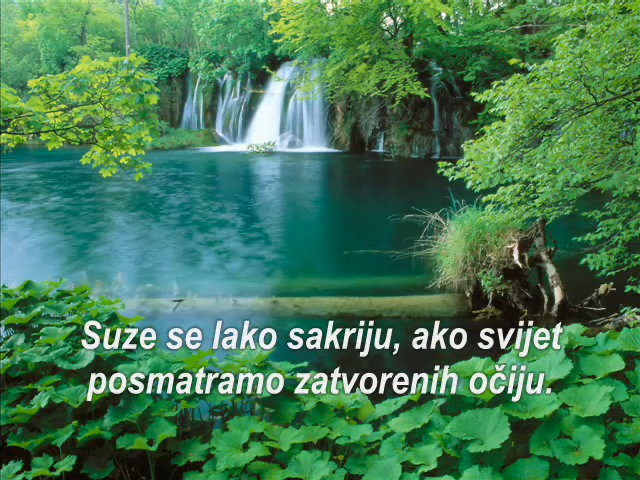 Suze se lako sakriju, ako svijet
posmatramo zatvorenih očiju.